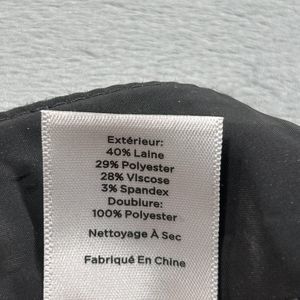 Extérieur:
40% Laine
29% Polyester
28% Viscose
3% Spandex
Doublure:
100% Polyester
Nettoyage À Sec
Fabriqué En Chine